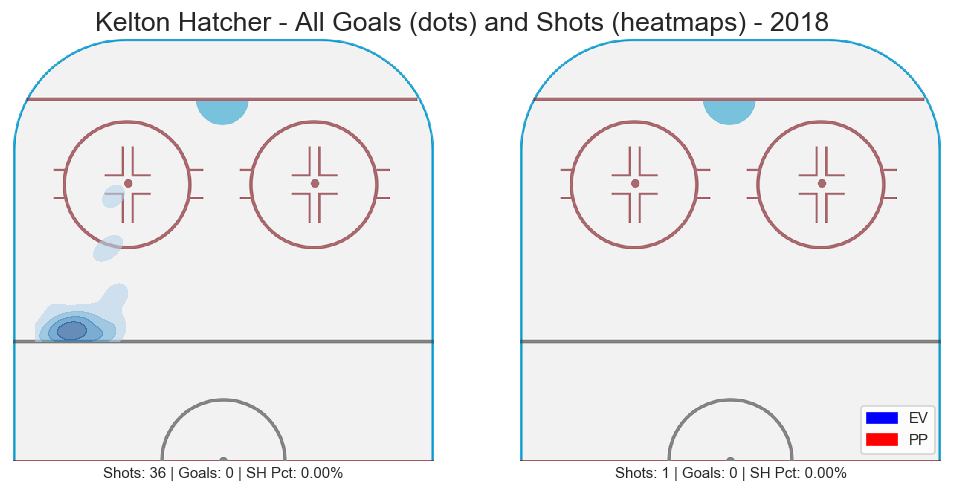 Kelton Hatcher - All Goals (dots) and Shots (heatmaps) - 2018
EV
PP
Shots: 36 | Goals: 0 | SH Pct: 0.00%
Shots: 1 | Goals: 0 | SH Pct: 0.00%